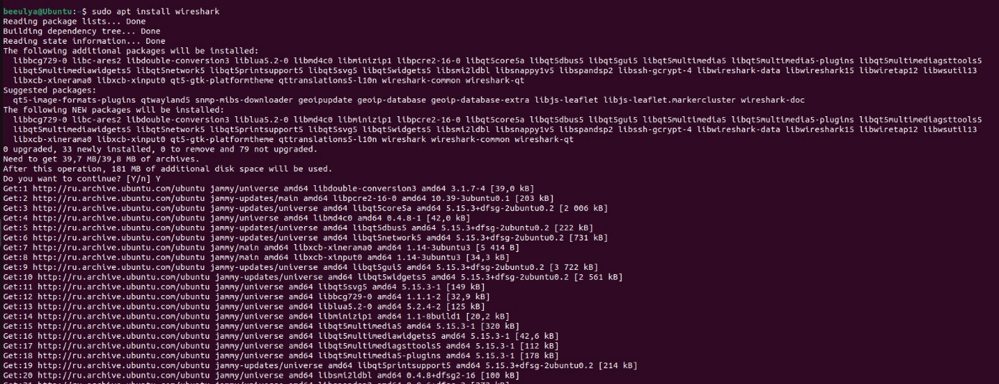 beeulya@Ubuntu:~$ sudo apt install wireshark
Reading package lists... Done
Building dependency tree... Done
Reading state information... Done
The following additional packages will be installed:
libbcg729-0 libc-ares2 libdouble-conversion3 liblua5.2-0 libmd4c0 libminizip1 libpcre2-16-0 libqt5core5a libqt5dbus5 libqt5gui5 libqt5multimedia5 libqt5multimedia5-plugins libqt5multimediagsttools5
libqt5multimediawidgets5 libqt5network5 libqt5printsupport5 libqt5svg5 libqt5widgets5 libsmi2ldbl libsnappy1v5 libspandsp2 libssh-gcrypt-4 libwireshark-data libwireshark15 libwiretap12 libwsutil13
libxcb-xinerama0 libxcb-xinput0 qt5-gtk-platformtheme qttranslations5-l10n wireshark-common wireshark-qt
Suggested packages:
qt5-image-formats-plugins qtwayland5 snmp-mibs-downloader geoipupdate geoip-database geoip-database-extra libjs-leaflet libjs-leaflet.markercluster wireshark-doc
The following NEW packages will be installed:
libbcg729-0 libc-ares2 libdouble-conversion3 liblua5.2-0 libmd4c0 libminizip1 libpcre2-16-0 libqt5core5a libqt5dbus5 libqt5gui5 libqt5multimedia5 libqt5multimedia5-plugins libqt5multimediagsttools5
libqt5multimediawidgets5 libqt5network5 libqt5printsupport5 libqt5svg5 libqt5widgets5 libsmi2ldbl libsnappy1v5 libspandsp2 libssh-gcrypt-4 libwireshark-data libwireshark15 libwiretap12 libwsutil13
libxcb-xinerama0 libxcb-xinput0 qt5-gtk-platformtheme qttranslations5-l10n wireshark wireshark-common wireshark-qt
0 upgraded, 33 newly installed, 0 to remove and 79 not upgraded.
Need to get 39,7 MB/39,8 MB of archives.
After this operation, 181 MB of additional disk space will be used.
Do you want to continue? [Y/n] Y
Get:1 http://ru.archive.ubuntu.com/ubuntu jammy/universe amd64 libdouble-conversion3 amd64 3.1.7-4 [39,0 kB]
Get:2 http://ru.archive.ubuntu.com/ubuntu jammy-updates/main amd64 libpcre2-16-0 amd64 10.39-3ubuntu0.1 [203 kB]
Get:3 http://ru.archive.ubuntu.com/ubuntu jammy-updates/universe amd64 libqt5core5a amd64 5.15.3+dfsg-2ubuntu0.2 [2 006 kB]
Get:4 http://ru.archive.ubuntu.com/ubuntu jammy/universe amd64 libmd4c0 amd64 0.4.8-1 [42,0 kB]
Get:5 http://ru.archive.ubuntu.com/ubuntu jammy-updates/universe amd64 libqt5dbus5 amd64 5.15.3+dfsg-2ubuntu0.2 [222 kB]
Get:6 http://ru.archive.ubuntu.com/ubuntu jammy-updates/universe amd64 libqt5network5 amd64 5.15.3+dfsg-2ubuntu0.2 [731 kB]
Get:7 http://ru.archive.ubuntu.com/ubuntu jammy/main amd64 libxcb-xinerama0 amd64 1.14-3ubuntu3 [5 414 B]
Get:8 http://ru.archive.ubuntu.com/ubuntu jammy/main amd64 libxcb-xinput0 amd64 1.14-3ubuntu3 [34,3 kB]
Get:9 http://ru.archive.ubuntu.com/ubuntu jammy-updates/universe amd64 libqt5gui5 amd64 5.15.3+dfsg-2ubuntu0.2 [3 722 kB]
Get:10 http://ru.archive.ubuntu.com/ubuntu jammy-updates/universe amd64 libqt5widgets5 amd64 5.15.3+dfsg-2ubuntu0.2 [2 561 kB]
Get:11 http://ru.archive.ubuntu.com/ubuntu jammy/universe amd64 libqt5svg5 amd64 5.15.3-1 [149 kB]
Get:12 http://ru.archive.ubuntu.com/ubuntu jammy/universe amd64 libbcg729-0 amd64 1.1.1-2 [32,9 kB]
Get:13 http://ru.archive.ubuntu.com/ubuntu jammy/universe amd64 liblua5.2-0 amd64 5.2.4-2 [125 kB]
Get:14 http://ru.archive.ubuntu.com/ubuntu jammy/universe amd64 libminizip1 amd64 1.1-8build1 [20,2 kB]
Get:15 http://ru.archive.ubuntu.com/ubuntu jammy/universe amd64 libqt5multimedia5 amd64 5.15.3-1 [320 kB]
Get:16 http://ru.archive.ubuntu.com/ubuntu jammy/universe amd64 libqt5multimediawidgets5 amd64 5.15.3-1 [42,6 kB]
Get:17 http://ru.archive.ubuntu.com/ubuntu jammy/universe amd64 libqt5multimediagsttools5 amd64 5.15.3-1 [112 kB]
Get:18 http://ru.archive.ubuntu.com/ubuntu jammy/universe amd64 libqt5multimedia5-plugins amd64 5.15.3-1 [178 kB]
Get:19 http://ru.archive.ubuntu.com/ubuntu jammy-updates/universe amd64 libqt5printsupport5 amd64 5.15.3+dfsg-2ubuntu0.2 [214 kB]
Get:20 http://ru.archive.ubuntu.com/ubuntu jammy/universe amd64 libsmi2ldbl amd64 0.4.8+dfsg2-16 [100 kB]